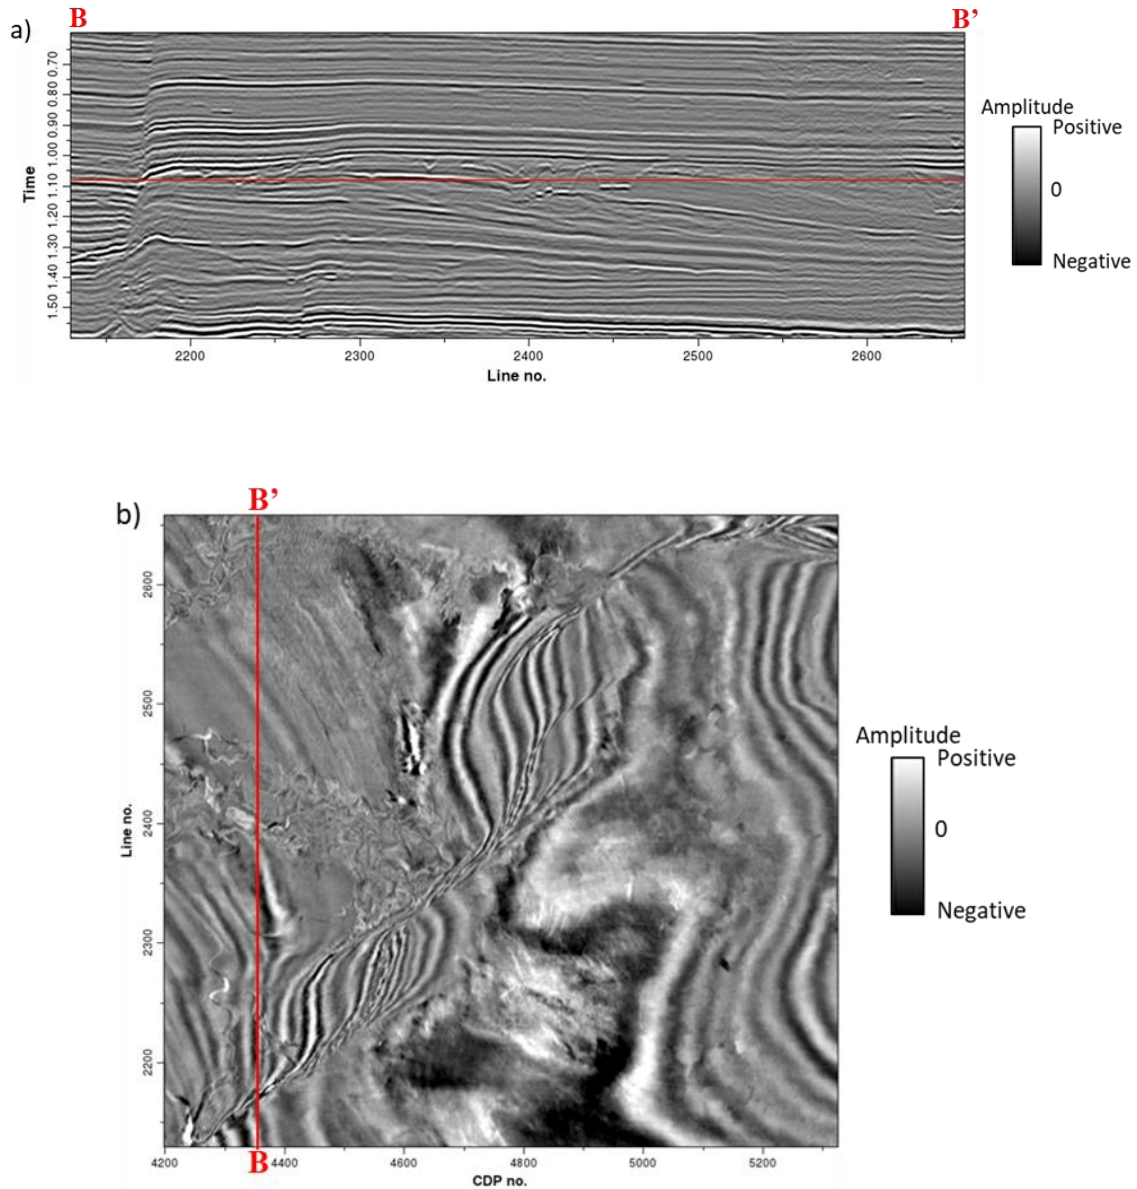 a)
B
B’
0.70
0.80
0.90
1.00
1.10
1.20
1.30
1.40
1.50
Time
2200 2300 2400 2500 2600
Line no.
Amplitude
Positive
0
Negative
b)
B’
2600
2500
2400
2300
2200
Line no.
B
4200 4400 4600 4800 5000 5200
CDP no.
Amplitude
Positive
0
Negative